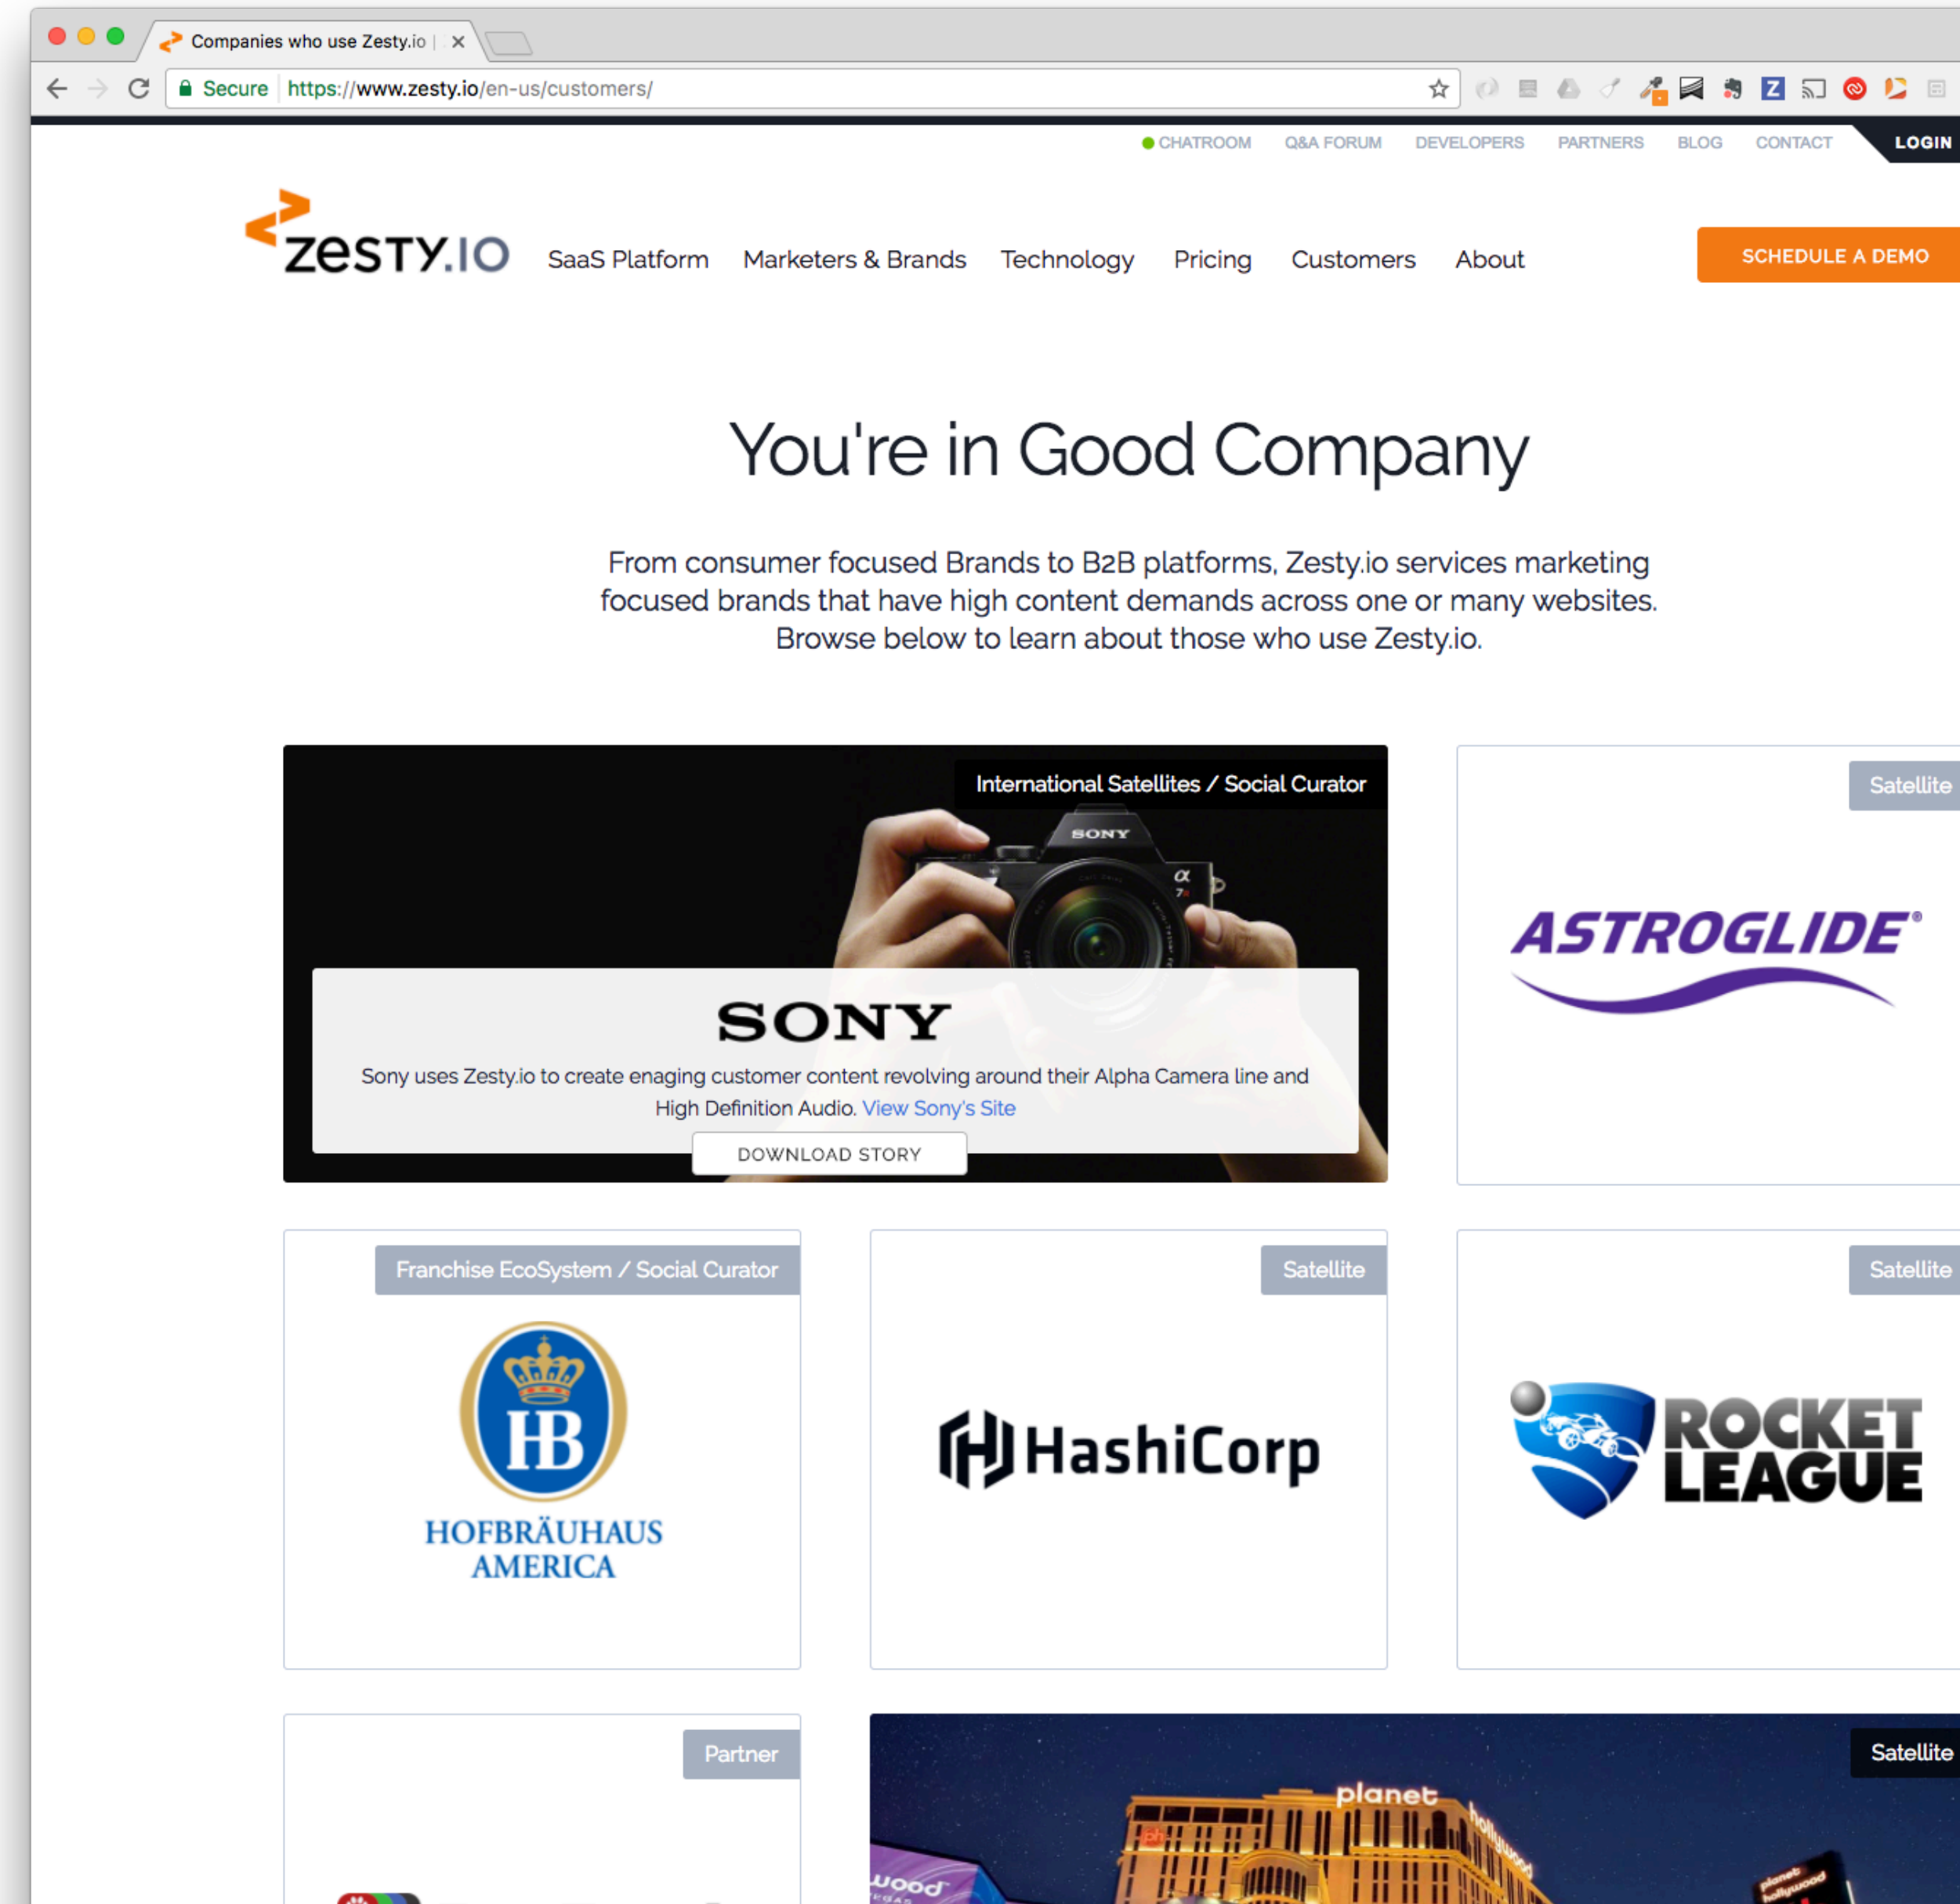 Companies who use Zesty.io |
Secure https://www.zesty.io/en-us/customers/
CHATROOM Q&A FORUM DEVELOPERS PARTNERS BLOG CONTACT LOGIN
zesty.io SaaS Platform Marketers & Brands Technology Pricing Customers About SCHEDULE A DEMO
You're in Good Company
From consumer focused Brands to B2B platforms, Zesty.io services marketing
focused brands that have high content demands across one or many websites.
Browse below to learn about those who use Zesty.io.
International Satellites / Social Curator
SONY
α
7R
SONY
Sony uses Zesty.io to create enaging customer content revolving around their Alpha Camera line and
High Definition Audio. View Sony's Site
DOWNLOAD STORY
Satellite
ASTROGLIDE®
Franchise EcoSystem / Social Curator
HB
HOFBRÄUHAUS
AMERICA
Satellite
HashiCorp
Satellite
ROCKET
LEAGUE
Partner
Satellite
planet
hollywood
ph
planet
hollywood